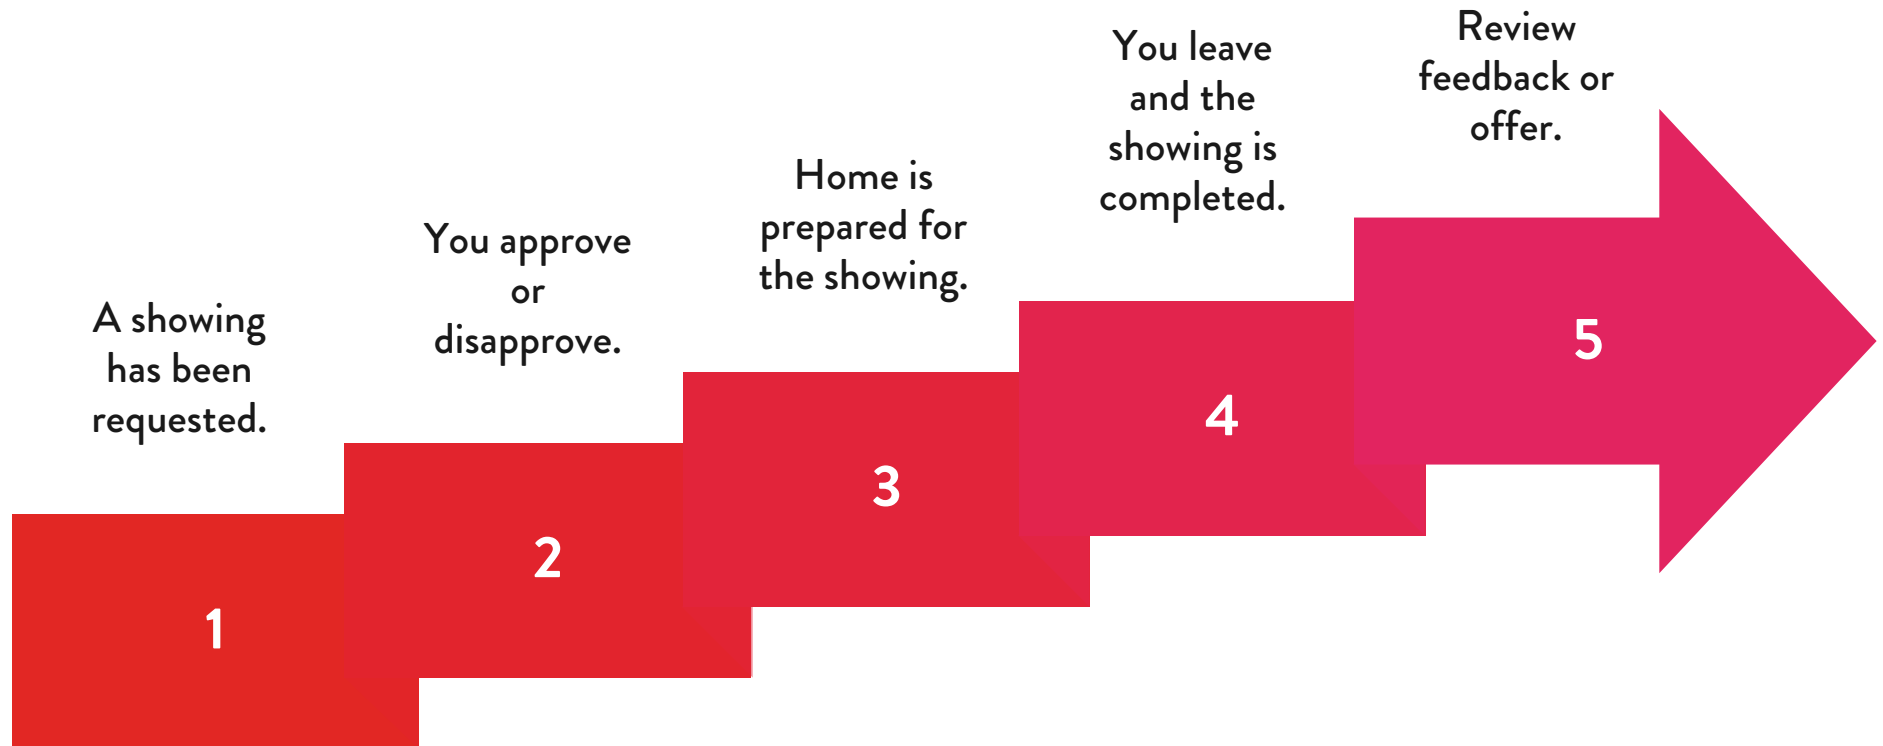 A showing
has been
requested.
1
You approve
or
disapprove.
2
Home is
prepared for
the showing.
3
You leave
and the
showing is
completed.
4
Review
feedback or
offer.
5